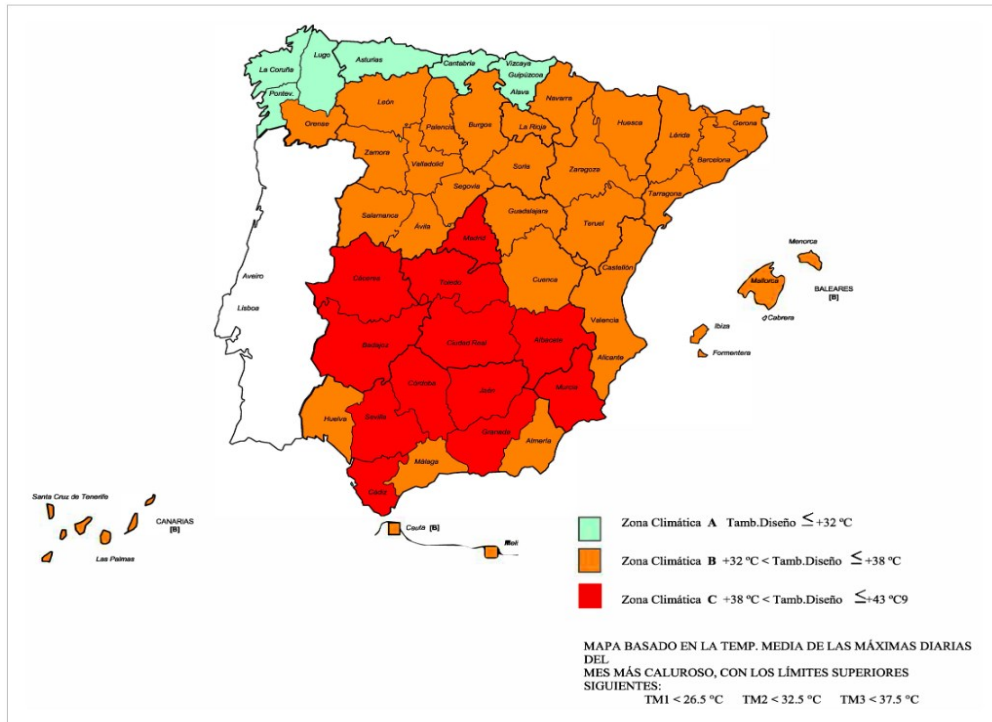 La Coruña
Lugo
Asturias
Cantabria
Vizcaya
Guipúzcoa
Alava
Navarra
Pontev.
Orense
León
Palencia
Burgos
La Rioja
Huesca
Lérida
Gerona
Barcelona
Zamora
Valladolid
Soria
Zaragoza
Tarragona
Segovia
Salamanca
Ávila
Guadalajara
Teruel
Madrid
Castellón
Menorca
Mallorca
BALEARES
[B]
Cabrera
Aveiro
Lisboa
Cáceres
Toledo
Cuenca
Valencia
Ibiza
Formentera
Badajoz
Ciudad Real
Albacete
Alicante
Córdoba
Jaén
Murcia
Huelva
Sevilla
Granada
Almería
Málaga
Cádiz
Santa Cruz de Tenerife
CANARIAS
[B]
Las Palmas
Ceuta [B]
Meli
Zona Climática A Tamb.Diseño ≤ +32 ºC
Zona Climática B +32 ºC < Tamb.Diseño ≤ +38 ºC
Zona Climática C +38 ºC < Tamb.Diseño ≤+43 ºC9
MAPA BASADO EN LA TEMP. MEDIA DE LAS MÁXIMAS DIARIAS
DEL
MES MÁS CALUROSO, CON LOS LÍMITES SUPERIORES
SIGUIENTES:
TM1 < 26.5 ºC TM2 < 32.5 ºC TM3 < 37.5 ºC